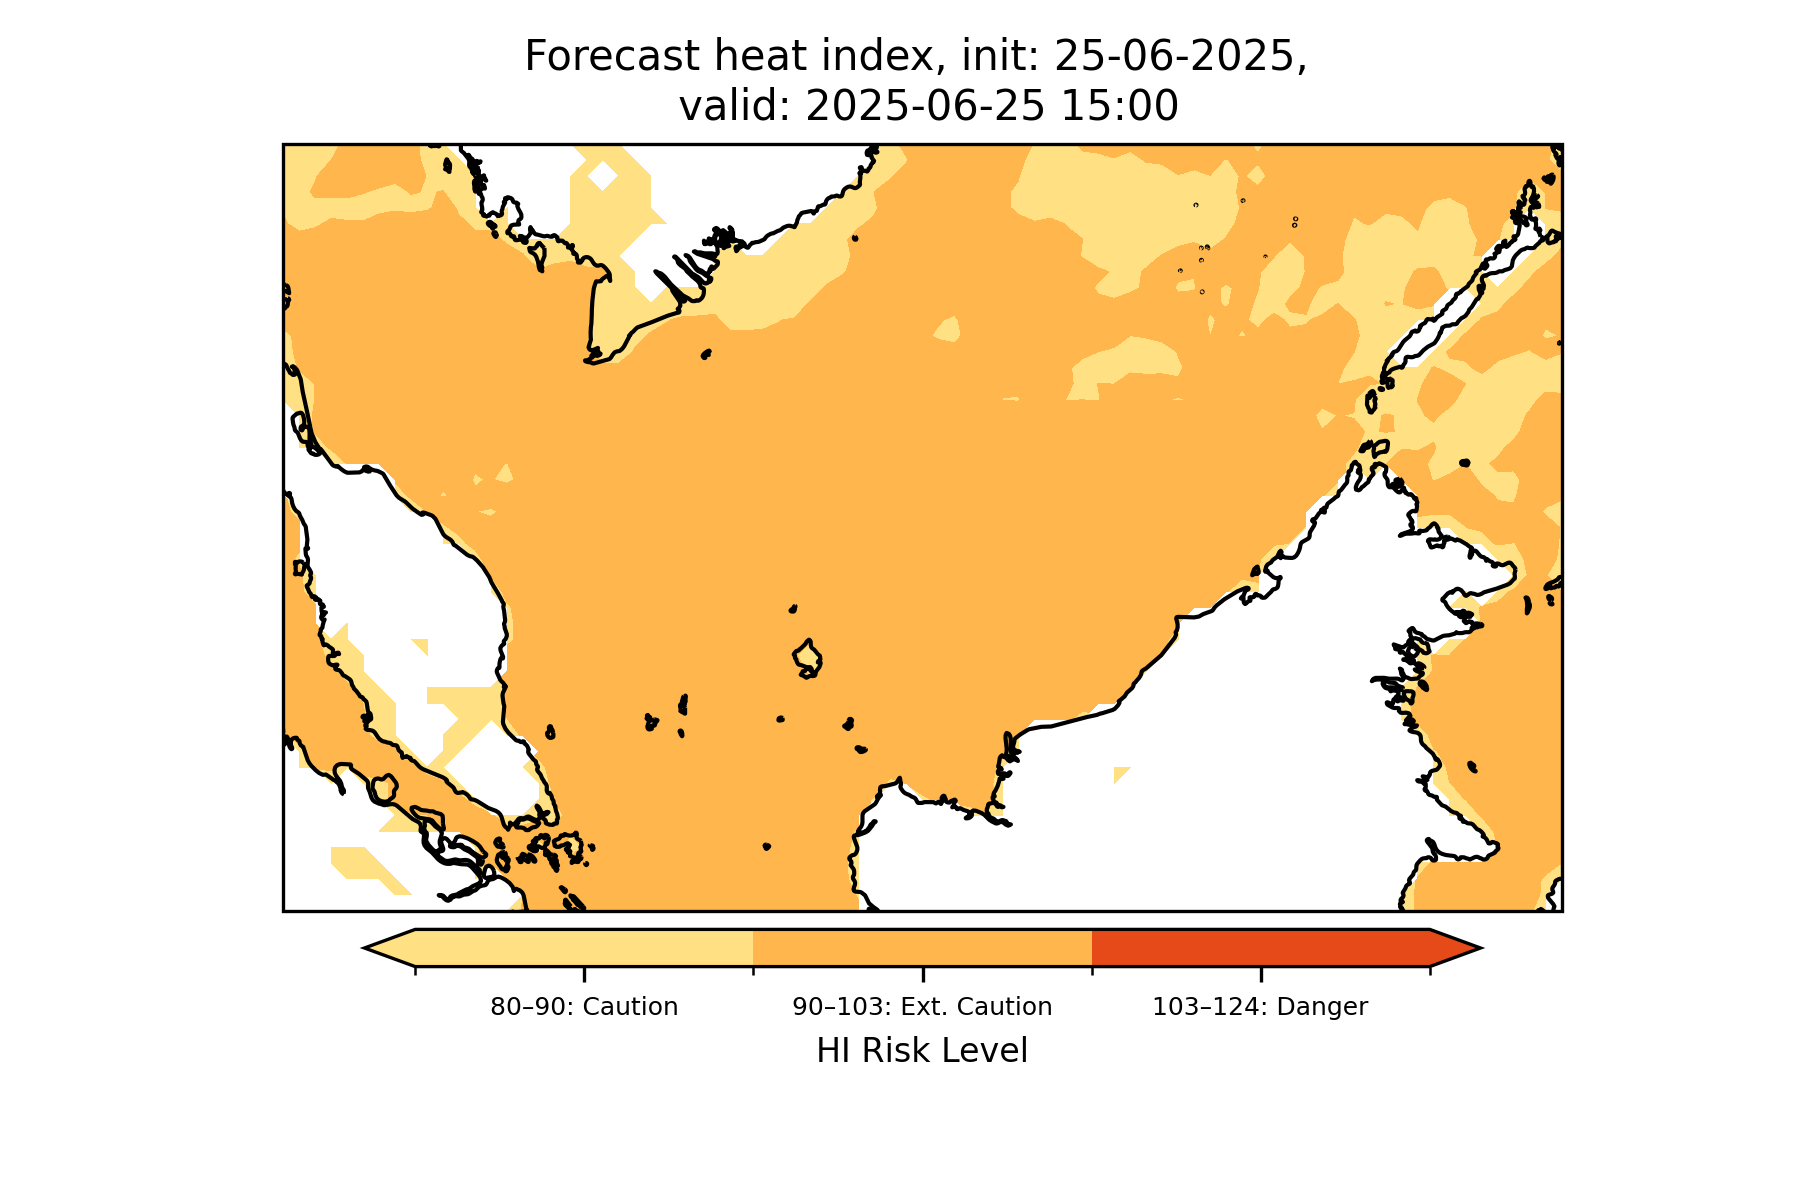 Forecast heat index, init: 25-06-2025,
valid: 2025-06-25 15:00
80–90: Caution
90–103: Ext. Caution
103–124: Danger
HI Risk Level